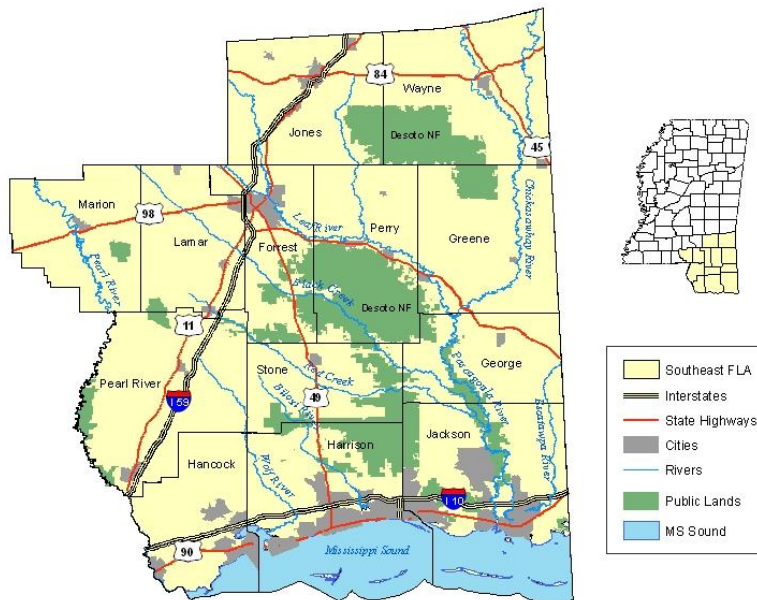 84
Wayne
Jones
Desoto NF
45
Marion
98
Leaf River
Perry
Chickasawhay River
Greene
Lamar
Forrest
Pearl River
Black Creek
Desoto NF
11
Pearl River
Stone
Red Creek
Pascagoula River
George
I 59
Biloxi River
49
Escatawpa River
Hancock
Wolf River
Harrison
Jackson
I 10
90
Mississippi Sound
Southeast FLA
Interstates
State Highways
Cities
Rivers
Public Lands
MS Sound